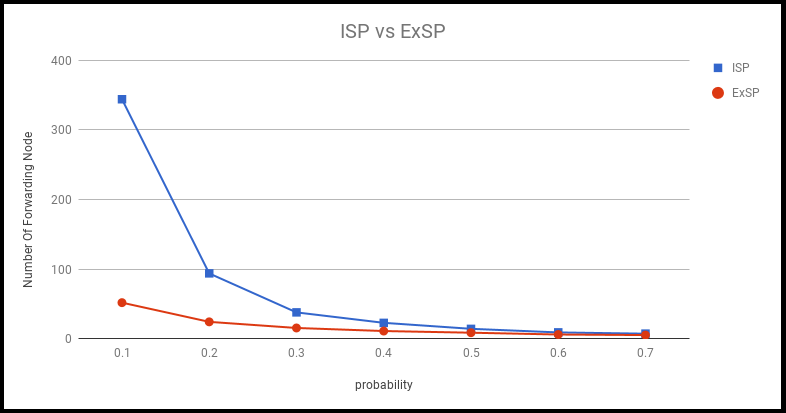 ISP vs ExSP
400
300
200
100
0
Number Of Forwarding Node
0.1 0.2 0.3 0.4 0.5 0.6 0.7
probability
ISP
ExSP